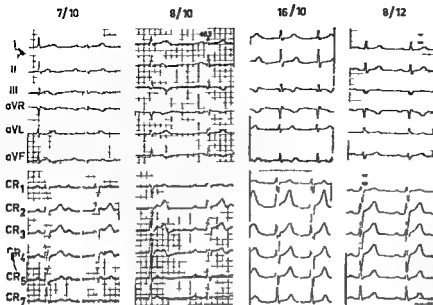 7/10 8/10 16/10 8/12
I
II
III
aVR
aVL
aVF
CR1
CR2
CR3
CR4
CR5
CR7